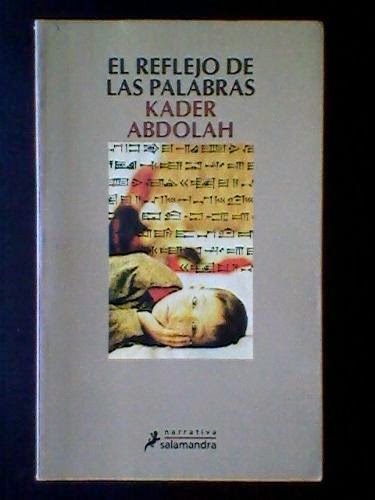 EL REFLEJO DE
LAS PALABRAS
KADER
ABDOLAH
narrativa
salamandra